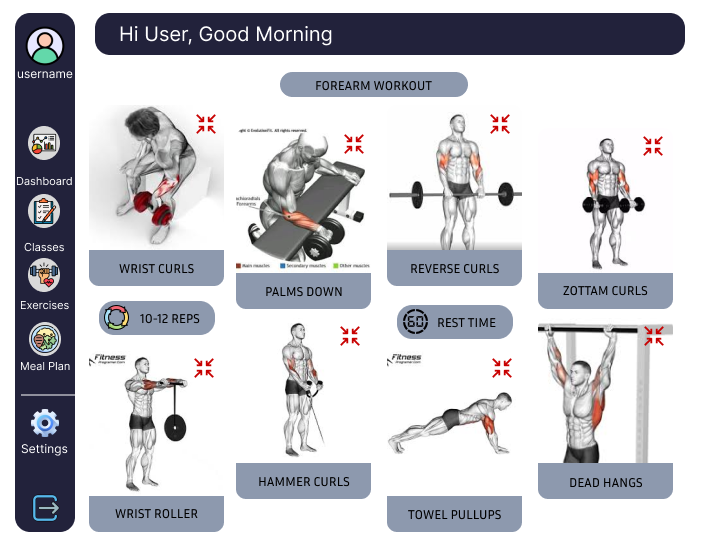 Hi User, Good Morning
username
Dashboard
Classes
Exercises
Meal Plan
Settings
FOREARM WORKOUT
WRIST CURLS
All rights reserved.
Forearms
Main muscles
Secondary muscles
Other muscles
PALMS DOWN
REVERSE CURLS
ZOTTAM CURLS
10-12 REPS
60
REST TIME
Fitness
WRIST ROLLER
HAMMER CURLS
Fitness
TOWEL PULLUPS
DEAD HANGS